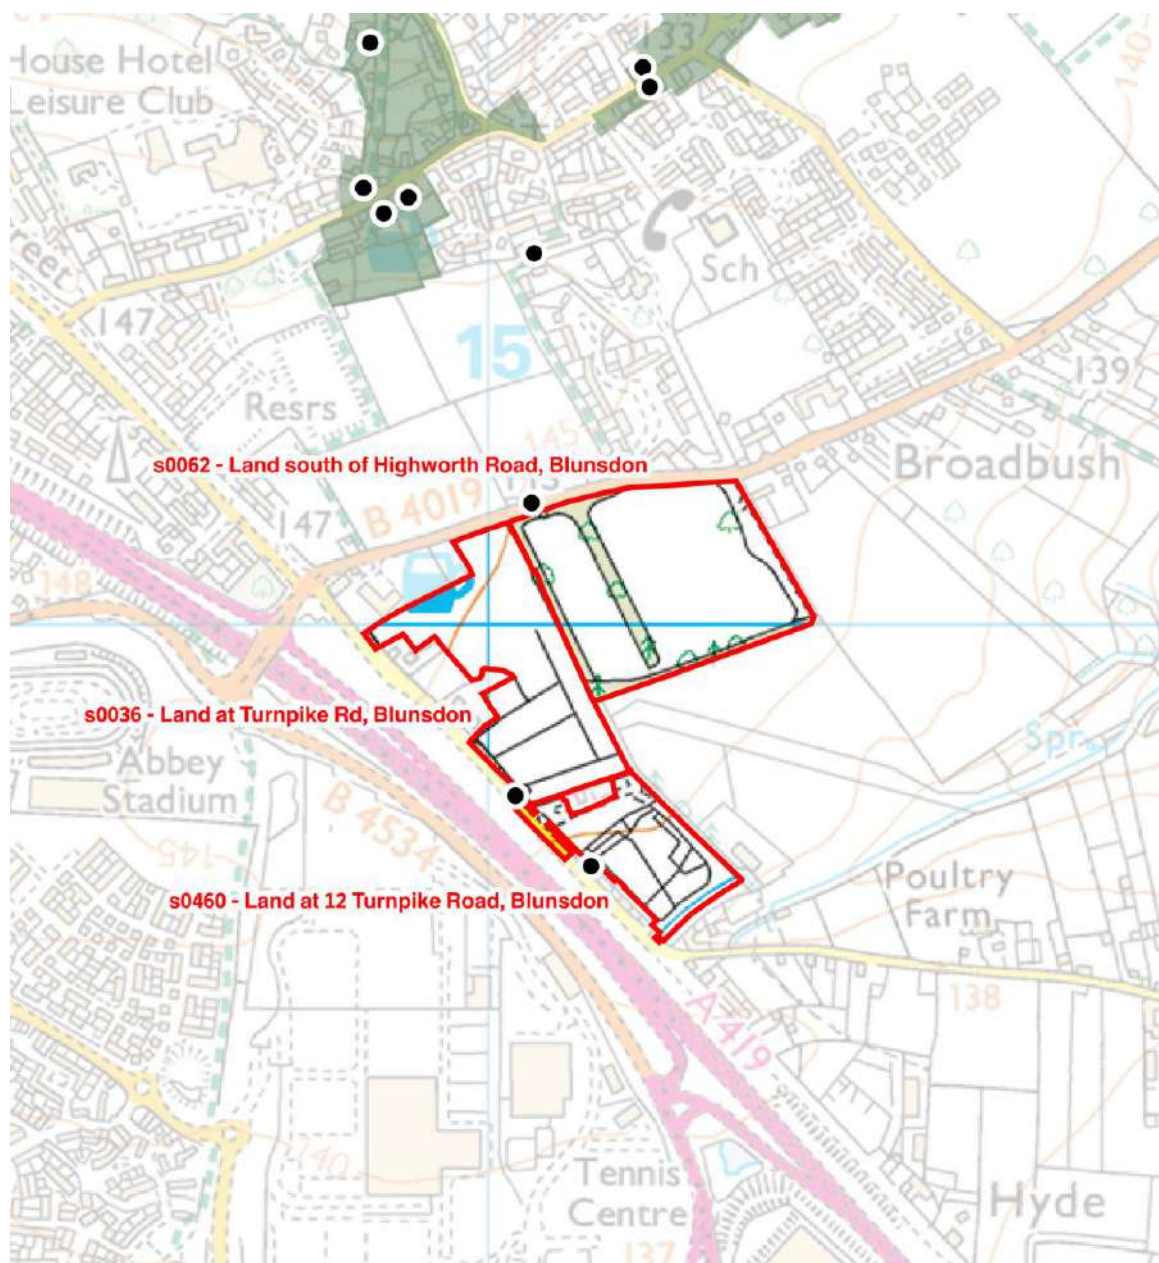 133
140
House Hotel
Leisure Club
Sch
147
15
139
Resrs
145
s0062 - Land south of Highworth Road, Blunsdon
Broadbush
B 4019
147
148
s0036 - Land at Turnpike Rd, Blunsdon
Spr
Abbey
Stadium
B 4534
145
Poultry
Farm
s0460 - Land at 12 Turnpike Road, Blunsdon
138
A 419
140
Tennis
Centre
Hyde
137